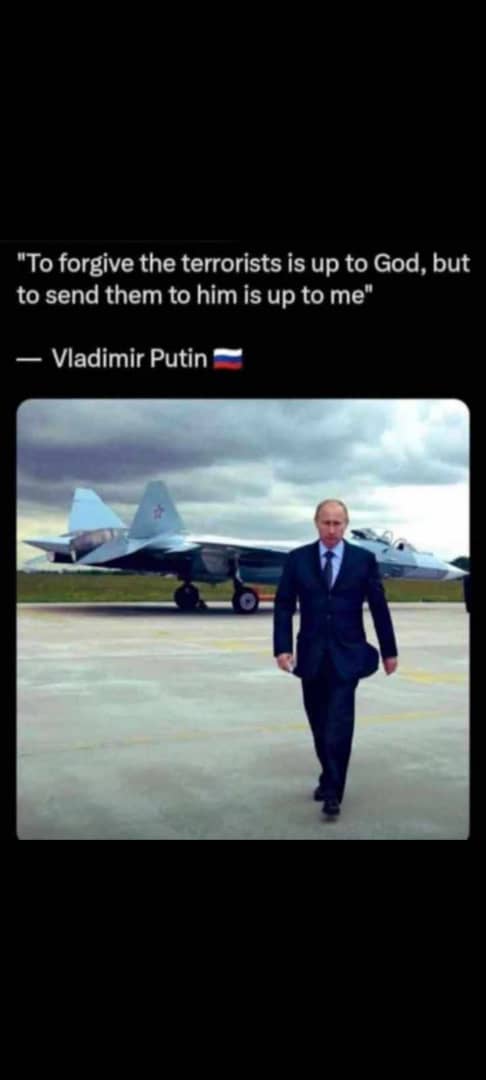 "To forgive the terrorists is up to God, but
to send them to him is up to me"
— Vladimir Putin 🇷🇺